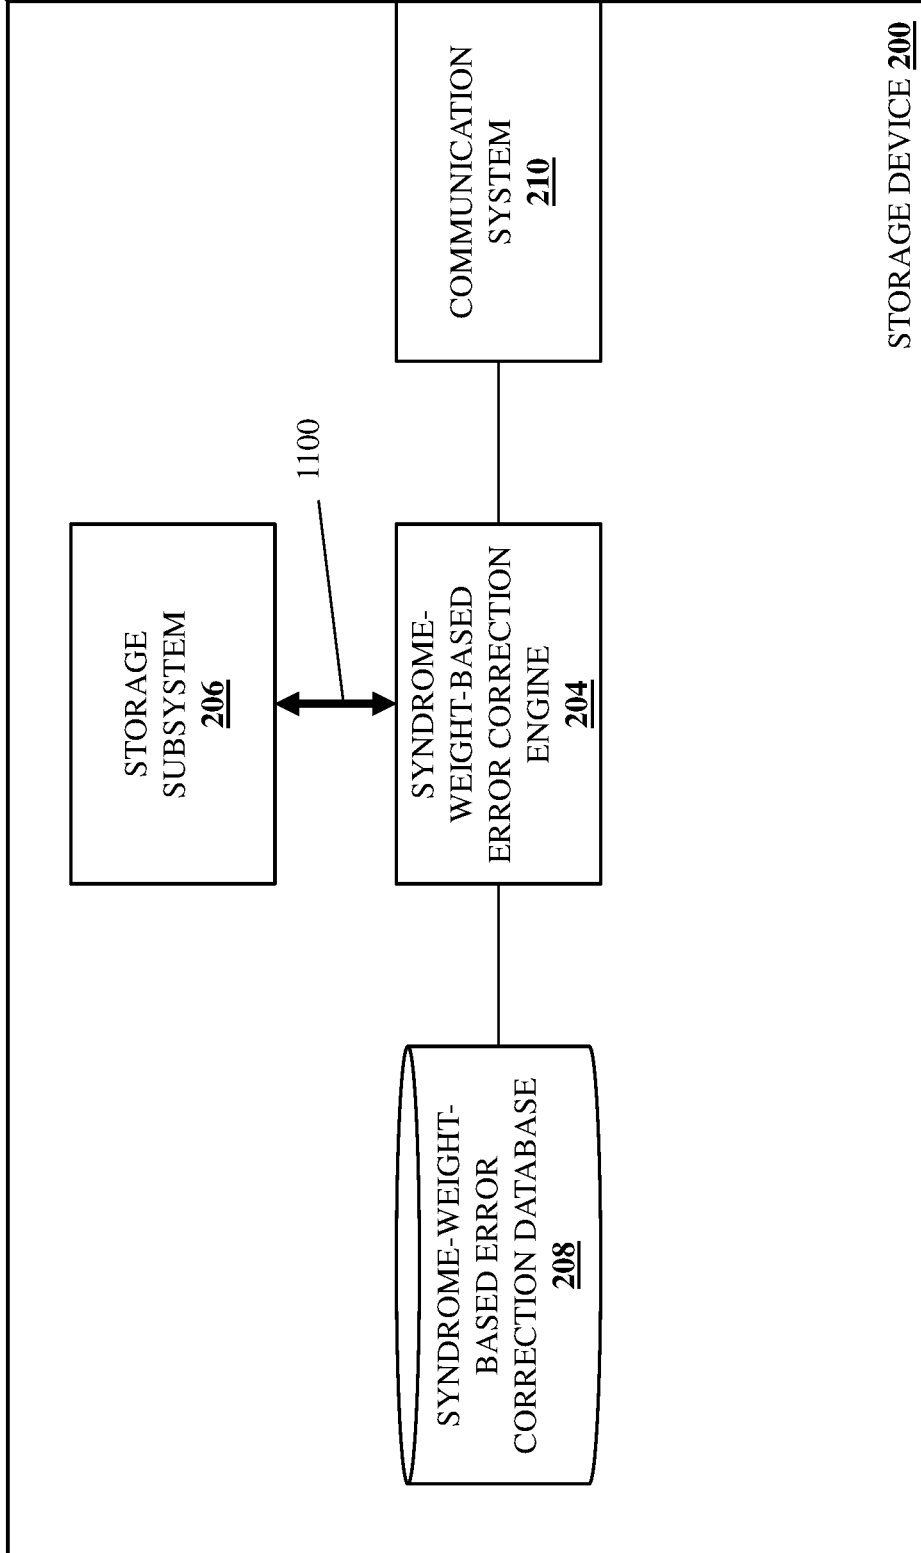 STORAGE
SUBSYSTEM
206
1100
SYNDROME-WEIGHT-
BASED ERROR
CORRECTION DATABASE
208
SYNDROME-
WEIGHT-BASED
ERROR CORRECTION
ENGINE
204
COMMUNICATION
SYSTEM
210
STORAGE DEVICE 200